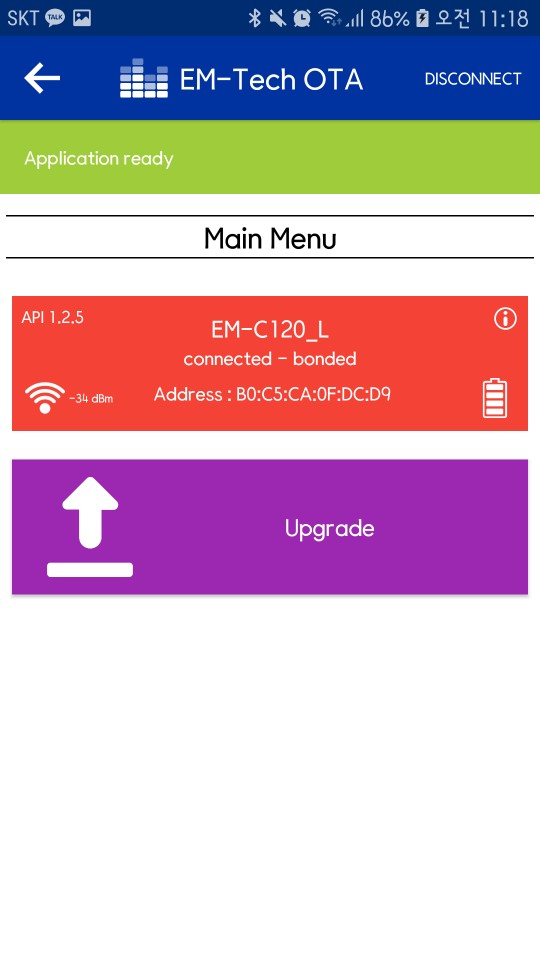 SKT TALK 86% 오전 11:18
EM-Tech OTA DISCONNECT
Application ready
Main Menu
API 1.2.5
EM-C120_L
connected - bonded
-34 dBm Address : B0:C5:CA:0F:DC:D9
Upgrade